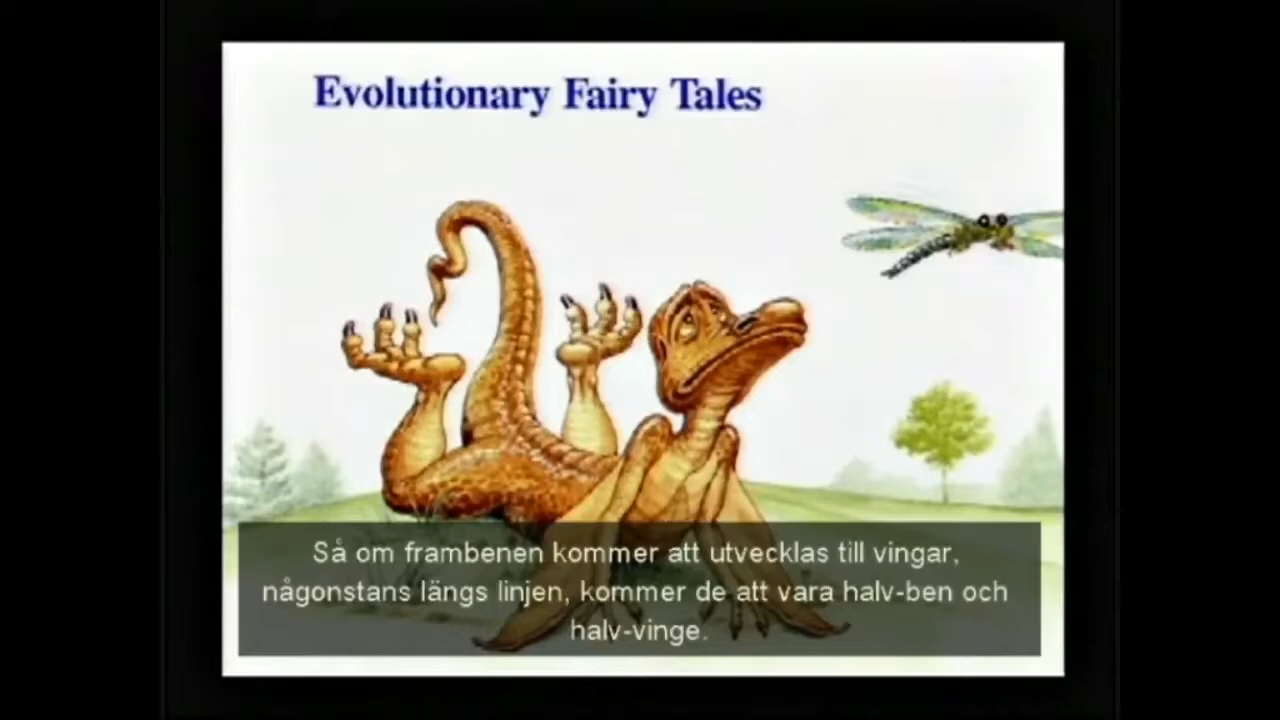 Evolutionary Fairy Tales
Så om frambenen kommer att utvecklas till vingar,
någonstans längs linjen, kommer de att vara halv-ben och
halv-vinge.